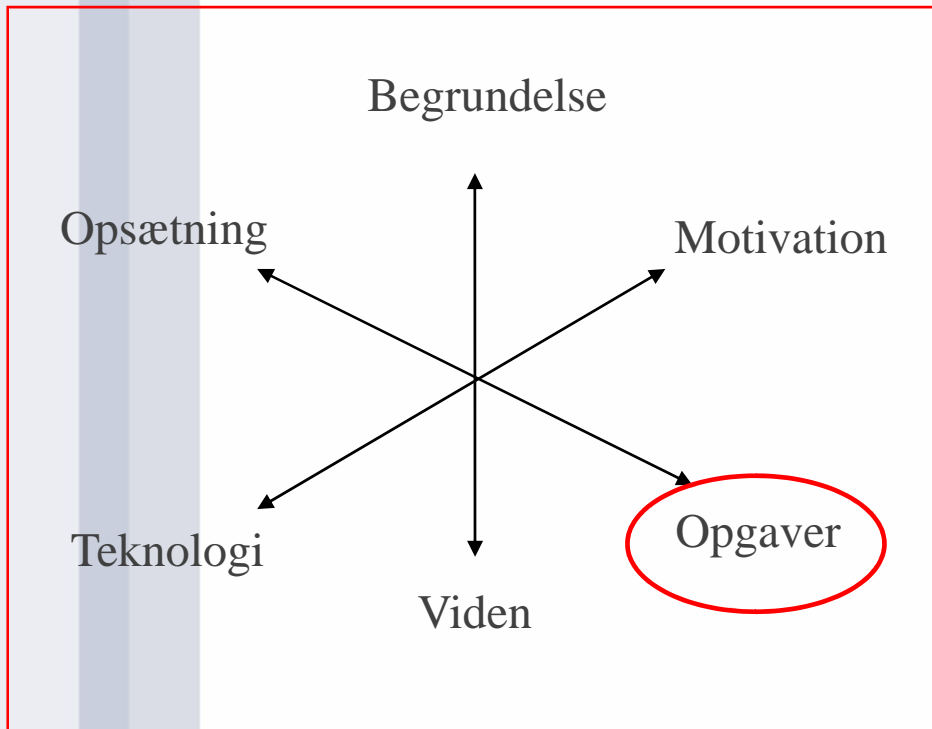 Begrundelse
Opsætning
Motivation
Teknologi
Opgaver
Viden